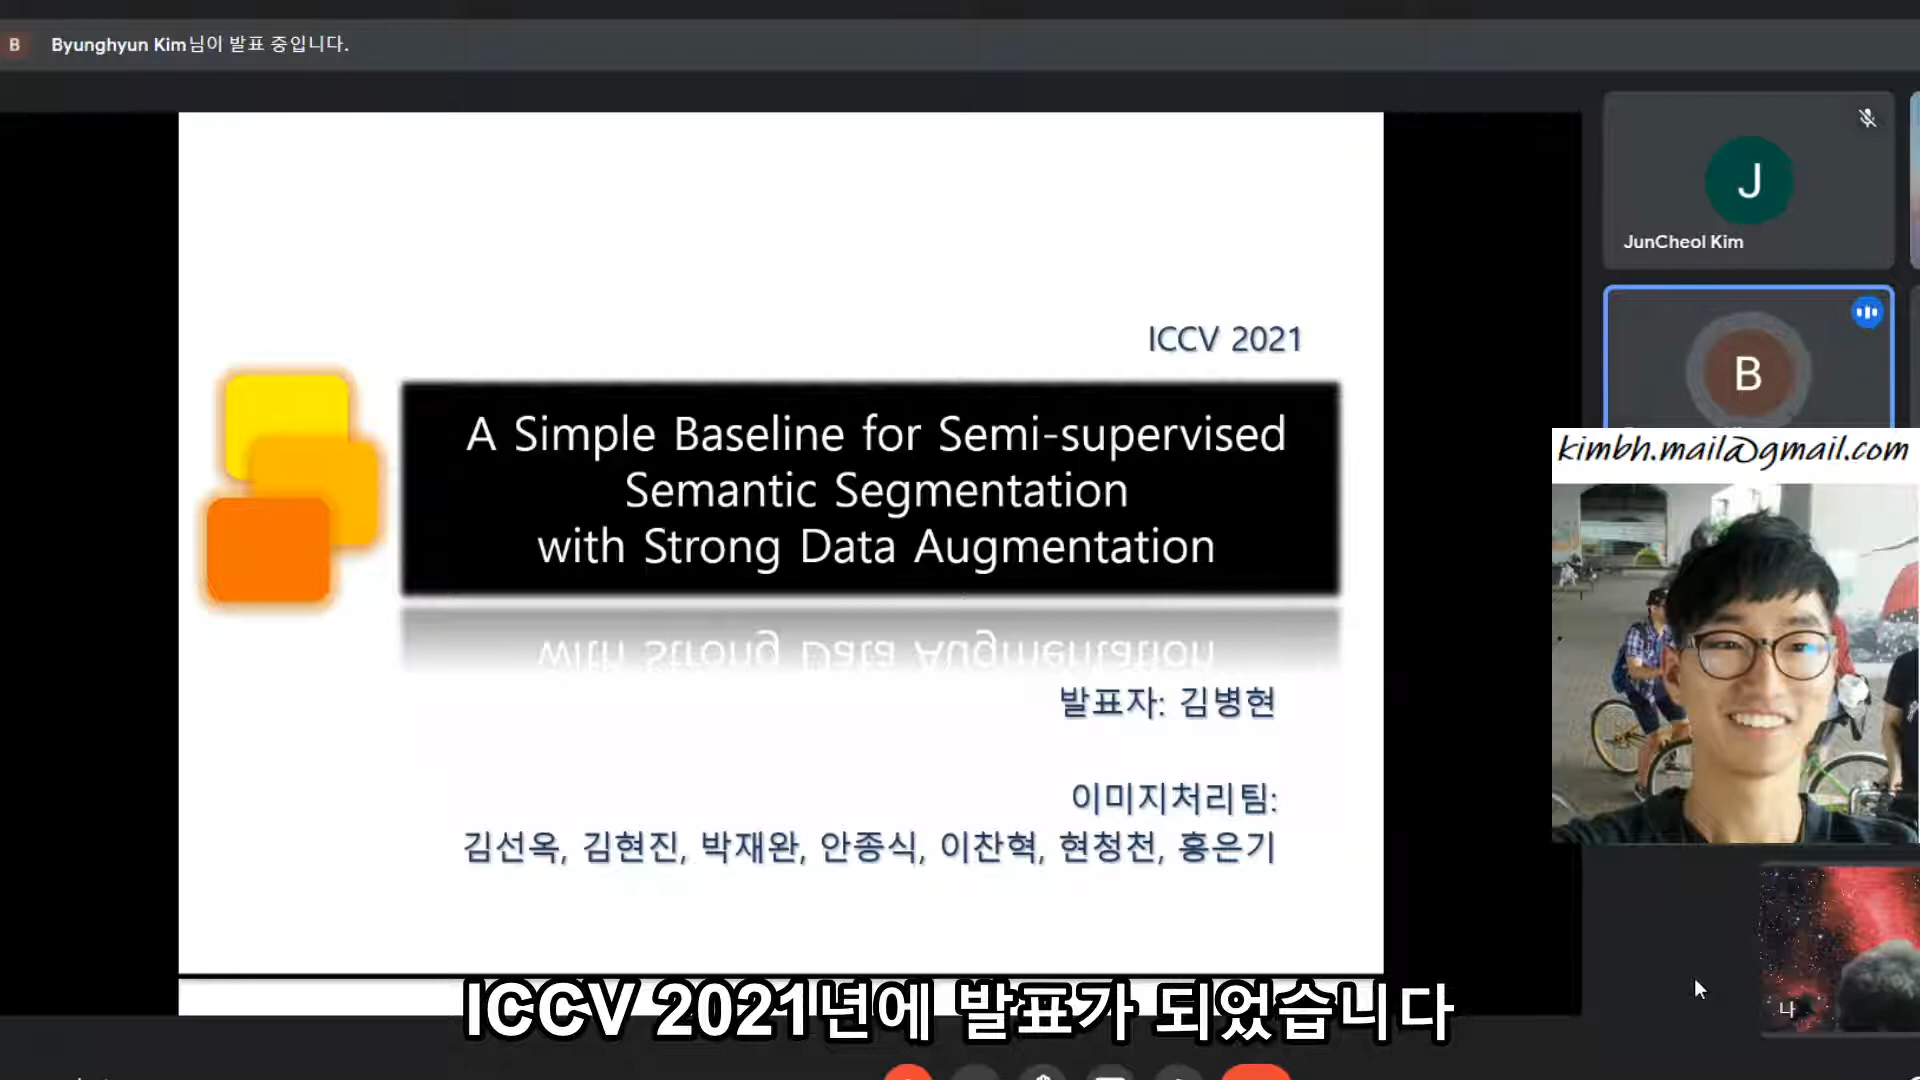 B Byunghyun Kim님이 발표 중입니다.
J
JunCheol Kim
ICCV 2021
B
A Simple Baseline for Semi-supervised
Semantic Segmentation
with Strong Data Augmentation
kimbh.mail@gmail.com
발표자: 김병현
이미지처리팀:
김선옥, 김현진, 박재완, 안종식, 이찬혁, 현청천, 홍은기
나
ICCV 2021년에 발표가 되었습니다